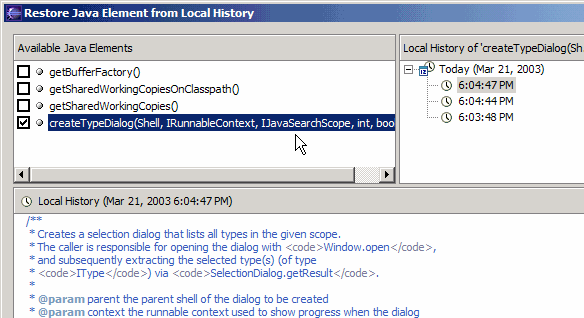 Restore Java Element from Local History
Available Java Elements
getBufferFactory()
getSharedWorkingCopiesOnClasspath()
getSharedWorkingCopies()
createTypeDialog(Shell, IRunnableContext, IJavaSearchScope, int, boo
Local History of 'createTypeDialog(Sh
Today (Mar 21, 2003)
6:04:47 PM
6:04:44 PM
6:03:48 PM
Local History (Mar 21, 2003 6:04:47 PM)
/**
* Creates a selection dialog that lists all types in the given scope.
* The caller is responsible for opening the dialog with <code>Window.open</code>,
* and subsequently extracting the selected type(s) (of type
* <code>IType</code>) via <code>SelectionDialog.getResult</code>.
*
* @param parent the parent shell of the dialog to be created
* @param context the runnable context used to show progress when the dialog